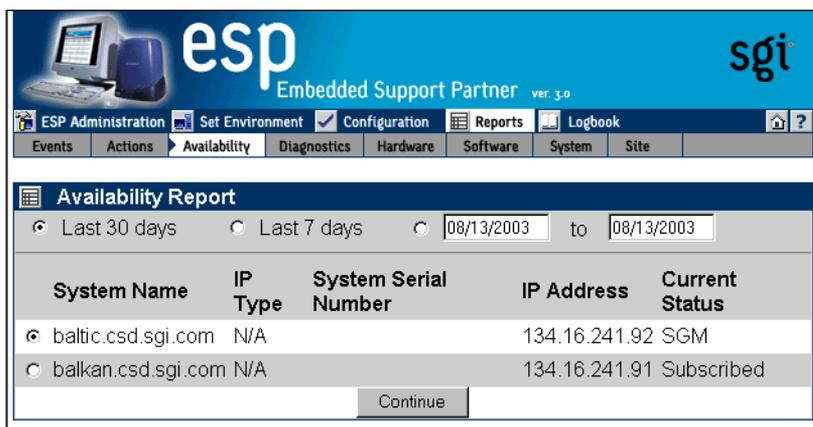 esp
Embedded Support Partner ver. 3.0
sgi
ESP Administration Set Environment Configuration Reports Logbook ?
Events Actions Availability Diagnostics Hardware Software System Site
Availability Report
Last 30 days Last 7 days 08/13/2003 to 08/13/2003
System Name IP Type System Serial Number IP Address Current Status
baltic.csd.sgi.com N/A 134.16.241.92 SGM
balkan.csd.sgi.com N/A 134.16.241.91 Subscribed
Continue